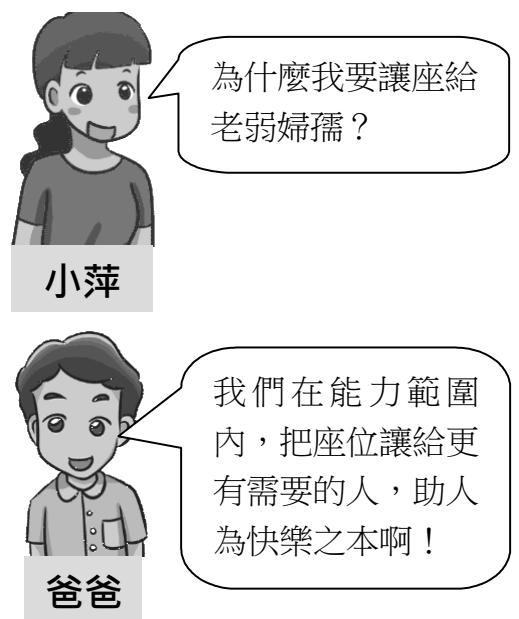 為什麼我要讓座給
老弱婦孺？
小萍
我們在能力範圍
內，把座位讓給更
有需要的人，助人
為快樂之本啊！
爸爸